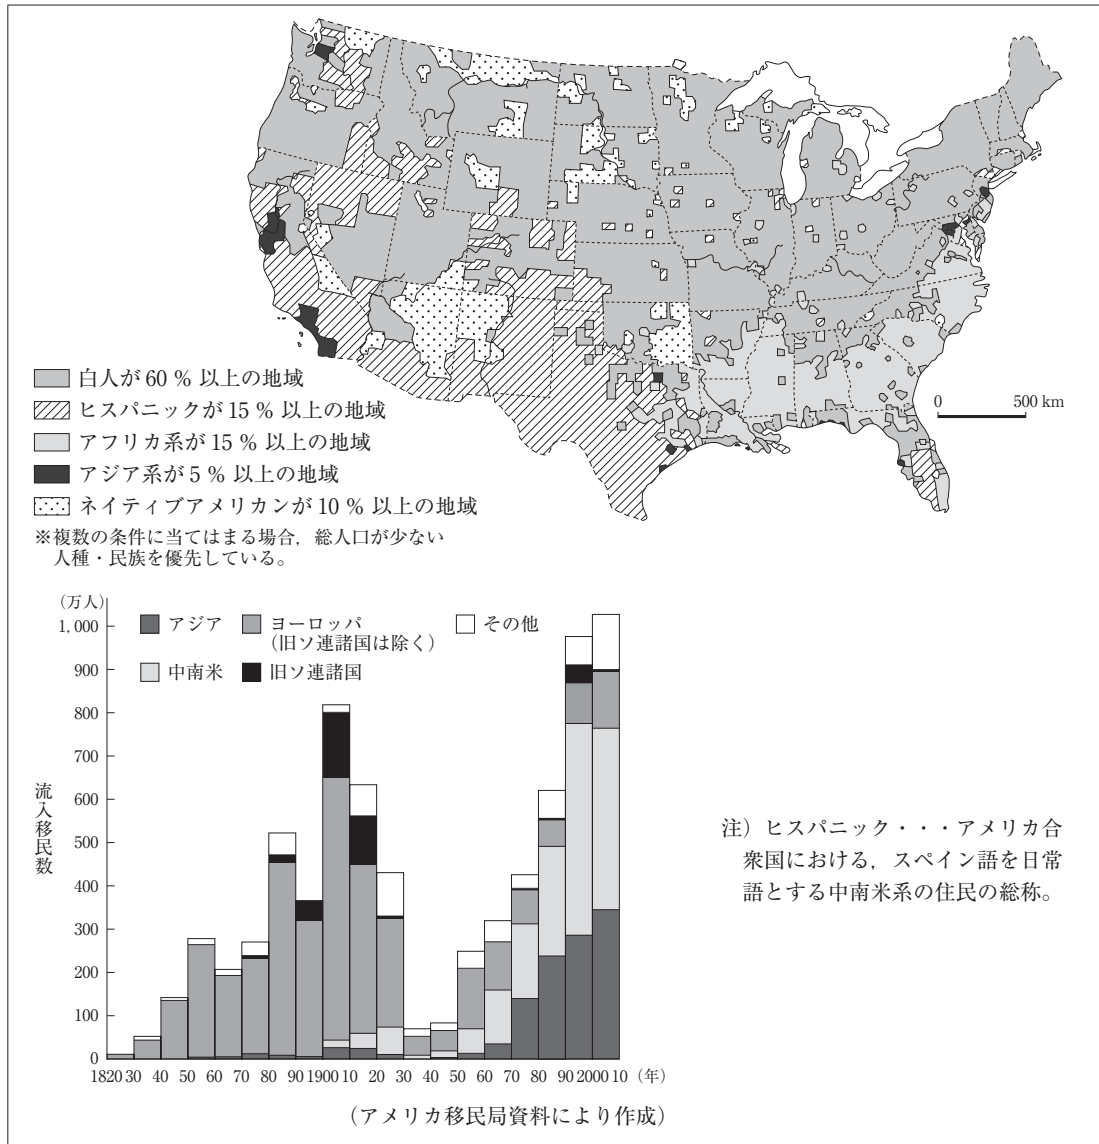 白人が 60 % 以上の地域
ヒスパニックが 15 % 以上の地域
アフリカ系が 15 % 以上の地域
アジア系が 5 % 以上の地域
ネイティブアメリカンが 10 % 以上の地域
※複数の条件に当てはまる場合，総人口が少ない
人種・民族を優先している。
0 500 km
(万人)
アジア
ヨーロッパ
(旧ソ連諸国は除く)
その他
中南米
旧ソ連諸国
1,000
900
800
700
600
500
400
300
200
100
0
流入移民数
1820 30 40 50 60 70 80 90 1900 10 20 30 40 50 60 70 80 90 2000 10 (年)
注）ヒスパニック・・・アメリカ合
衆国における，スペイン語を日常
語とする中南米系の住民の総称。
(アメリカ移民局資料により作成)